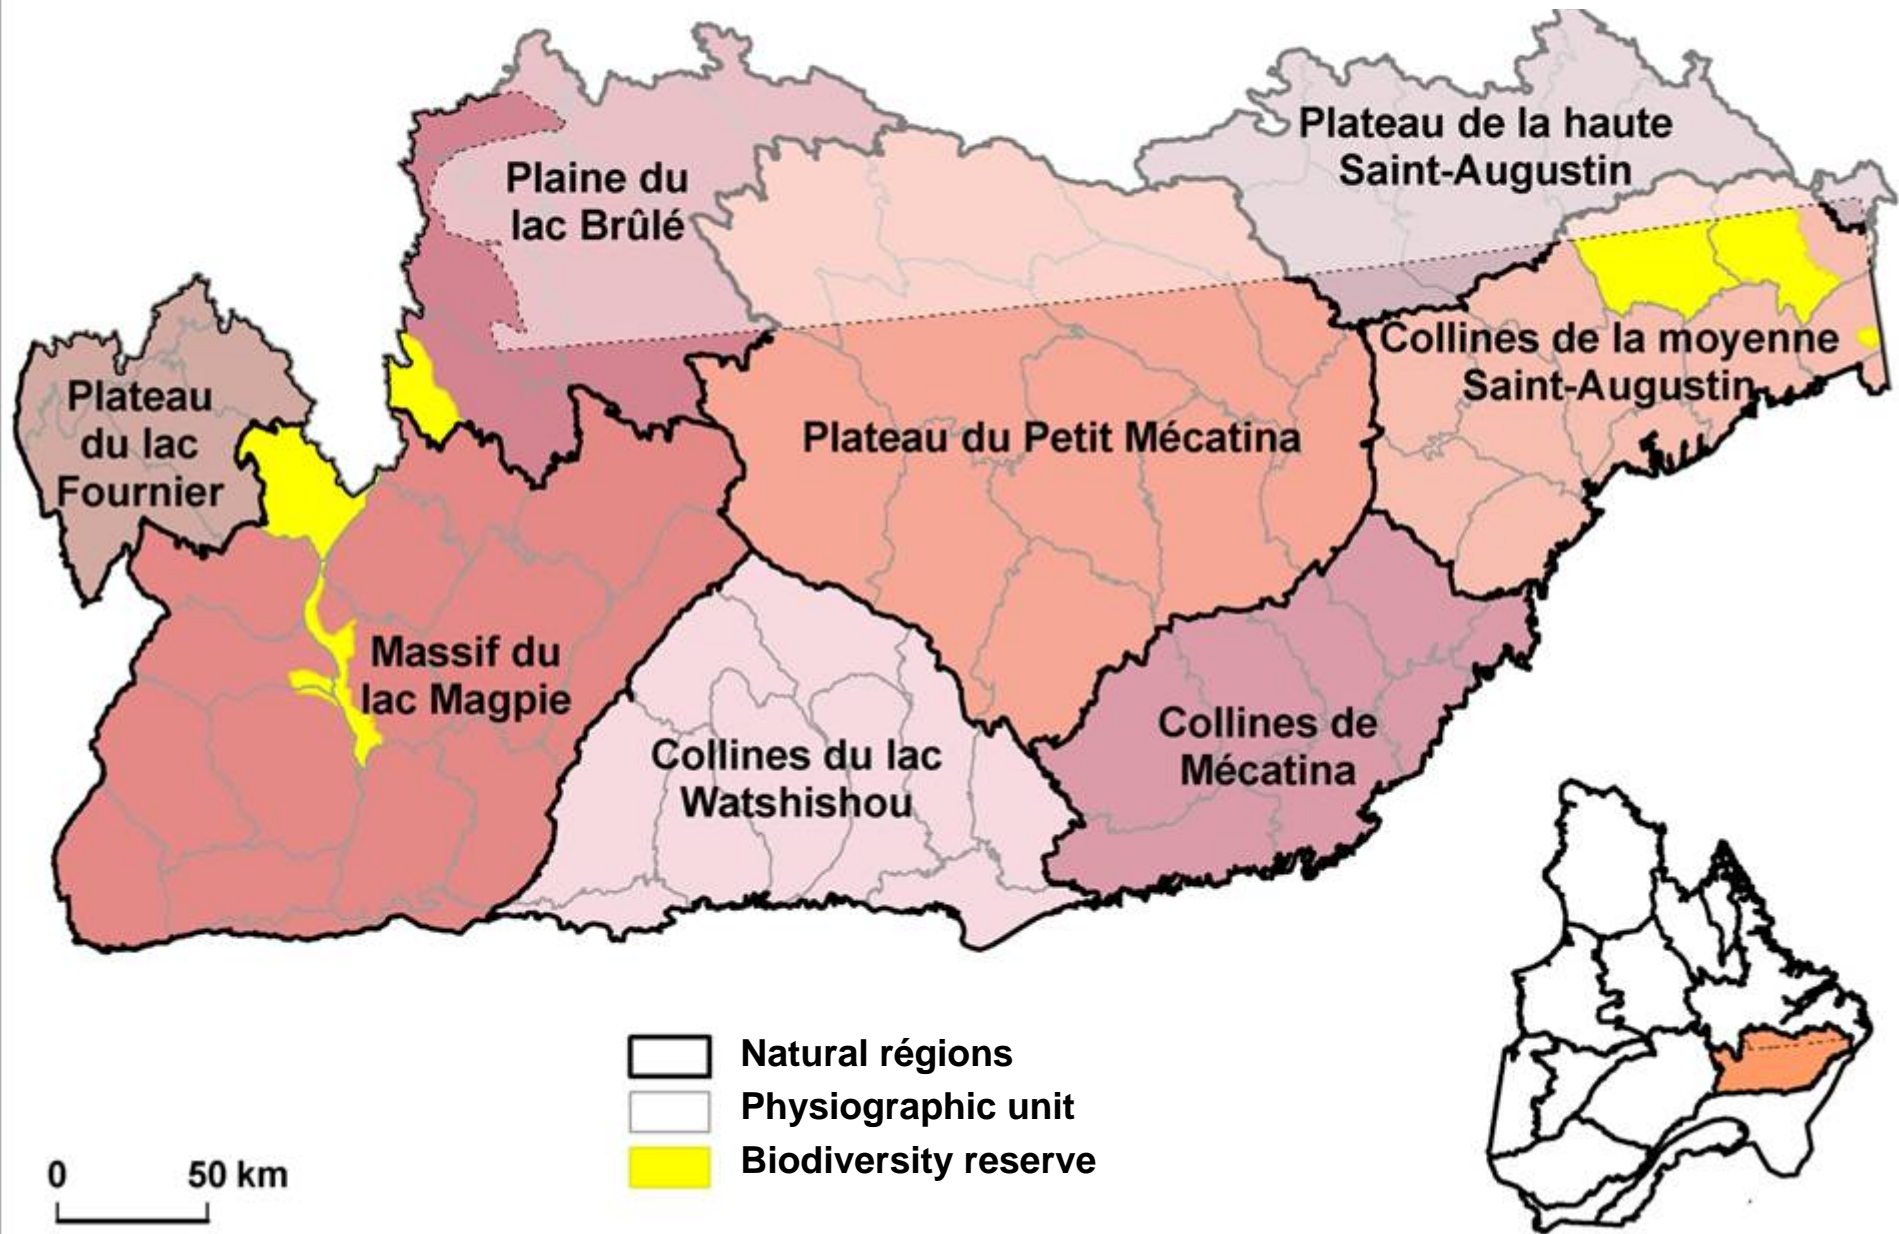 Plateau de la haute
Saint-Augustin
Plaine du
lac Brûlé
Collines de la moyenne
Saint-Augustin
Plateau
du lac
Fournier
Plateau du Petit Mécatina
Massif du
lac Magpie
Collines de
Mécatina
Collines du lac
Watshishou
Natural régions
Physiographic unit
Biodiversity reserve
0 50 km